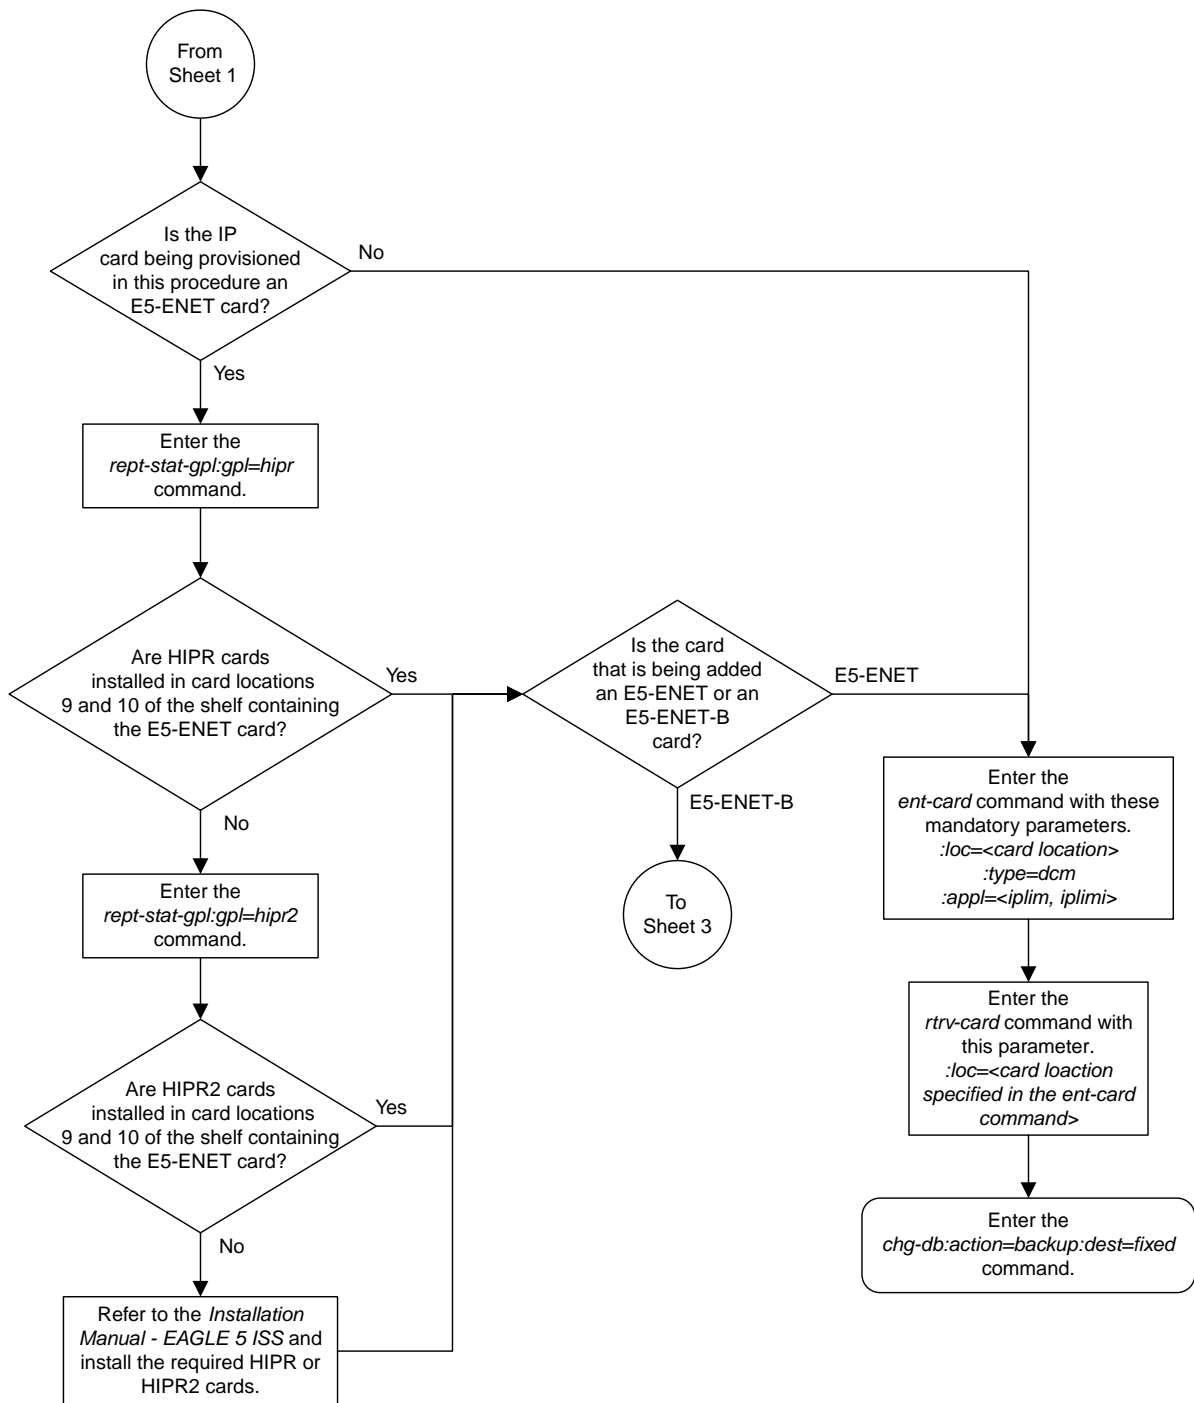 From
Sheet 1
Is the IP
card being provisioned
in this procedure an
E5-ENET card?
No
Yes
Enter the
rept-stat-gpl:gpl=hipr
command.
Are HIPR cards
installed in card locations
9 and 10 of the shelf containing
the E5-ENET card?
Yes
No
Is the card
that is being added
an E5-ENET or an
E5-ENET-B
card?
E5-ENET
E5-ENET-B
To
Sheet 3
Enter the
rept-stat-gpl:gpl=hipr2
command.
Are HIPR2 cards
installed in card locations
9 and 10 of the shelf containing
the E5-ENET card?
Yes
No
Refer to the Installation
Manual - EAGLE 5 ISS and
install the required HIPR or
HIPR2 cards.
Enter the
ent-card command with these
mandatory parameters.
:loc=<card location>
:type=dcm
:appl=<iplim, iplimi>
Enter the
rtrv-card command with
this parameter.
:loc=<card loaction
specified in the ent-card
command>
Enter the
chg-db:action=backup:dest=fixed
command.